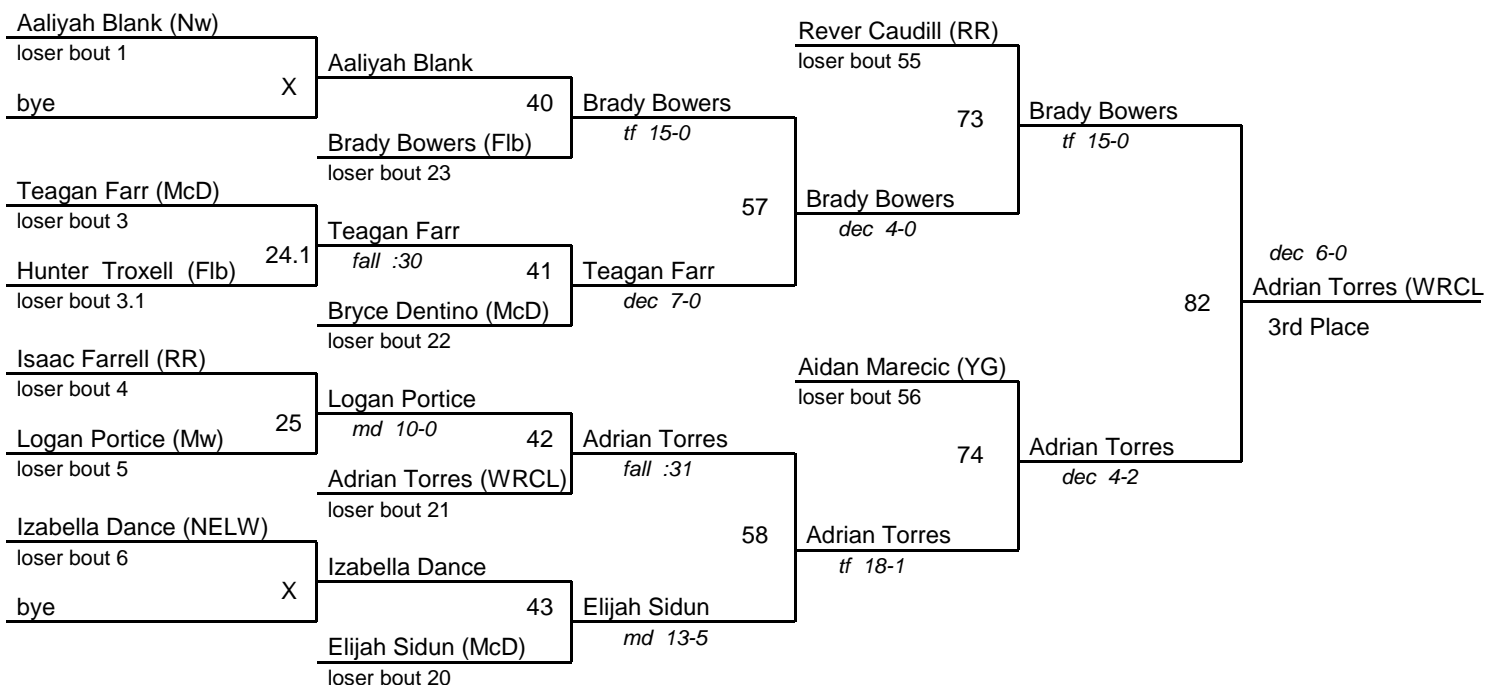 Aaliyah Blank (Nw)
loser bout 1
X
bye
Teagan Farr (McD)
loser bout 3
24.1
Hunter Troxell (Flb)
loser bout 3.1
Isaac Farrell (RR)
loser bout 4
25
Logan Portice (Mw)
loser bout 5
Izabella Dance (NELW)
loser bout 6
X
bye
Aaliyah Blank
40
Brady Bowers (Flb)
loser bout 23
Teagan Farr
fall :30
41
Bryce Dentino (McD)
loser bout 22
Logan Portice
md 10-0
42
Adrian Torres (WRCL)
loser bout 21
Izabella Dance
43
Elijah Sidun (McD)
loser bout 20
Brady Bowers
tf 15-0
57
Teagan Farr
dec 7-0
Adrian Torres
fall :31
58
Elijah Sidun
md 13-5
Rever Caudill (RR)
loser bout 55
73
Brady Bowers
dec 4-0
Aidan Marecic (YG)
loser bout 56
74
Adrian Torres
tf 18-1
Brady Bowers
tf 15-0
82
Adrian Torres
dec 4-2
dec 6-0
Adrian Torres (WRCL
3rd Place